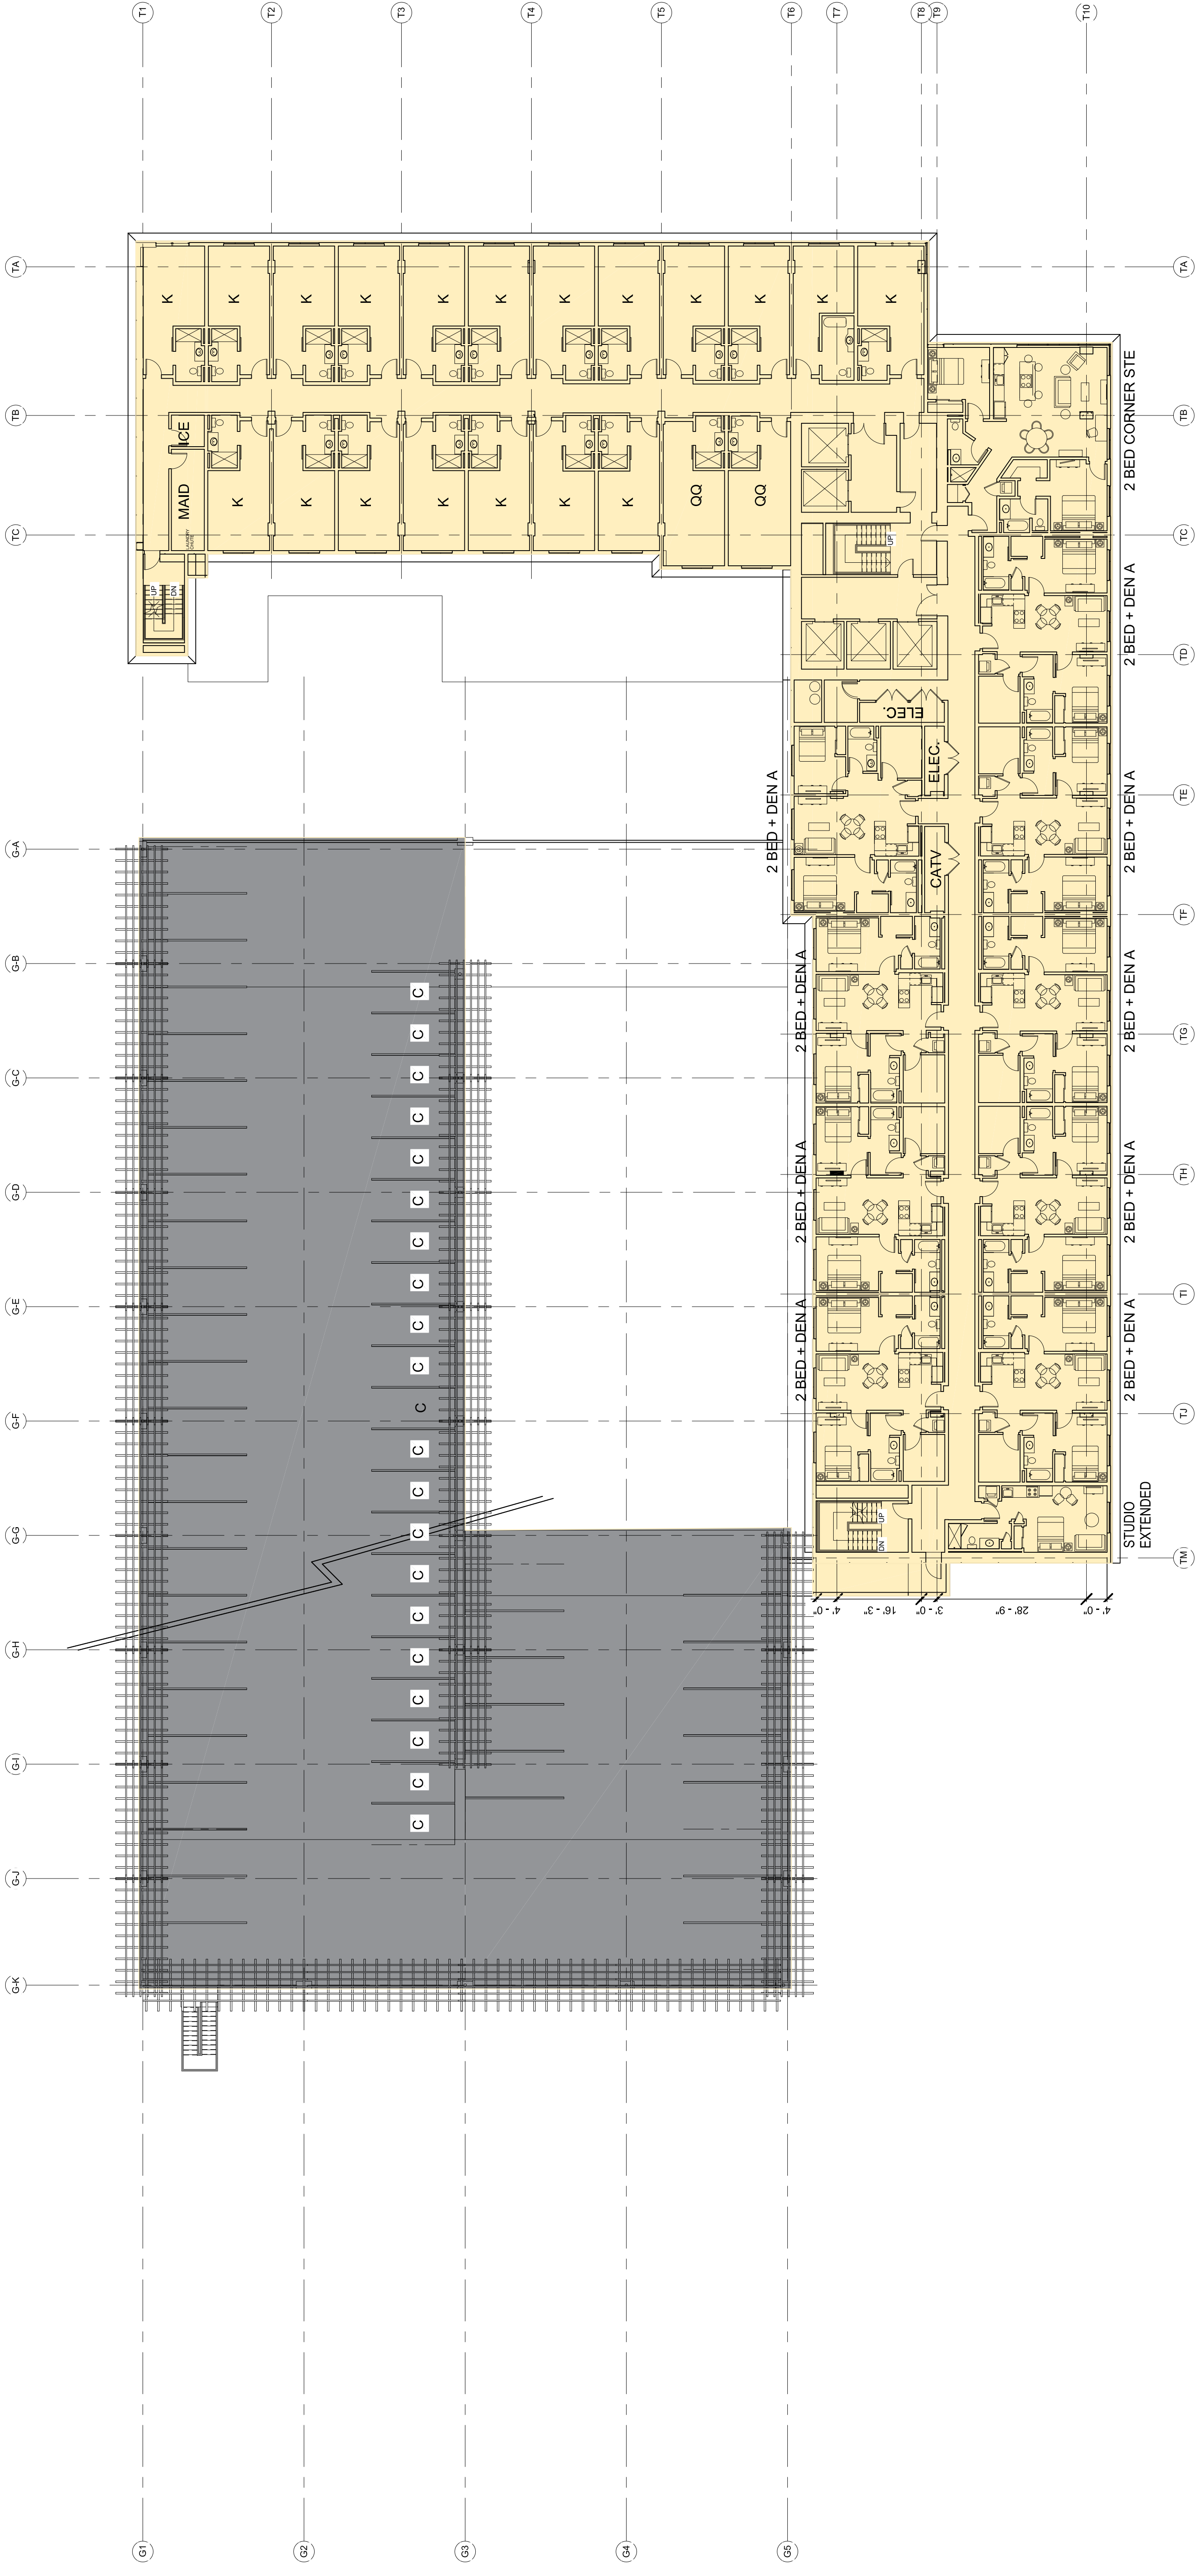 T1
T2
T3
T4
T5
T6
T7
T8
T9
T10
TA
TA
K
K
K
K
K
K
K
K
K
K
K
K
TB
TB
ICE
2 BED CORNER STE
MAID
K
K
K
K
K
K
K
QQ
QQ
LAUNDRY
CHUTE
TC
TC
UP
UP
DN
2 BED + DEN A
TD
TD
ELEC.
ELEC.
2 BED + DEN A
2 BED + DEN A
TE
G-A
CATV
TF
G-B
2 BED + DEN A
2 BED + DEN A
C
C
TG
G-C
C
C
C
2 BED + DEN A
2 BED + DEN A
TH
G-D
C
C
C
TI
G-E
C
C
2 BED + DEN A
2 BED + DEN A
C
TJ
G-F
C
C
UP
DN
STUDIO
EXTENDED
G-G
C
TM
C
4' - 0"
16' - 3"
3' - 0"
28' - 9"
4' - 0"
C
G-H
C
C
C
G-I
C
C
G-J
G-K
G1
G2
G3
G4
G5